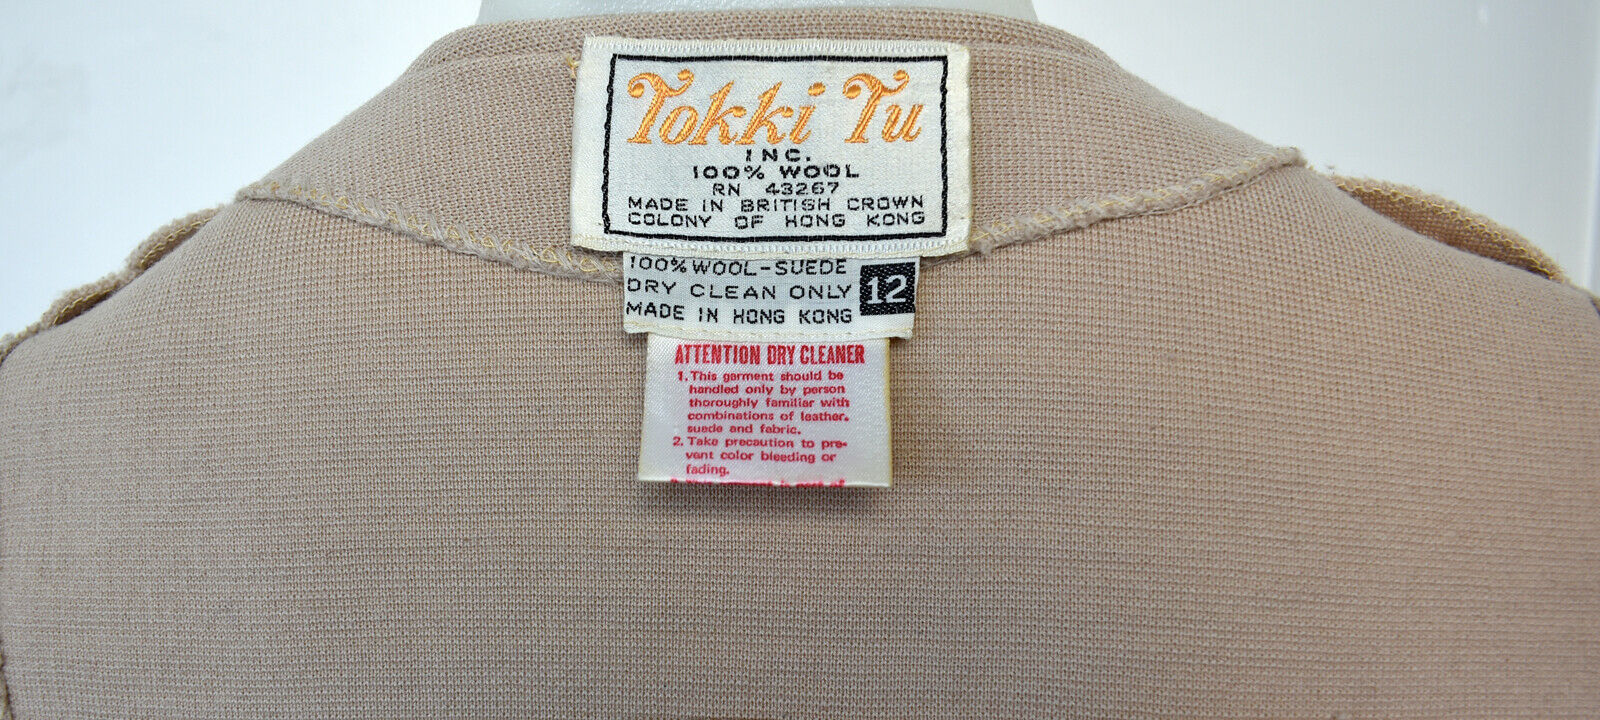 Tokki Tu
INC.
100% WOOL
RN 43267
MADE IN BRITISH CROWN
COLONY OF HONG KONG
100% WOOL-SUEDE
DRY CLEAN ONLY
MADE IN HONG KONG
12
ATTENTION DRY CLEANER
1. This garment should be
handled only by person
thoroughly familiar with
combinations of leather.
suede and fabric.
2. Take precaution to pre-
vent color bleeding or
fading.